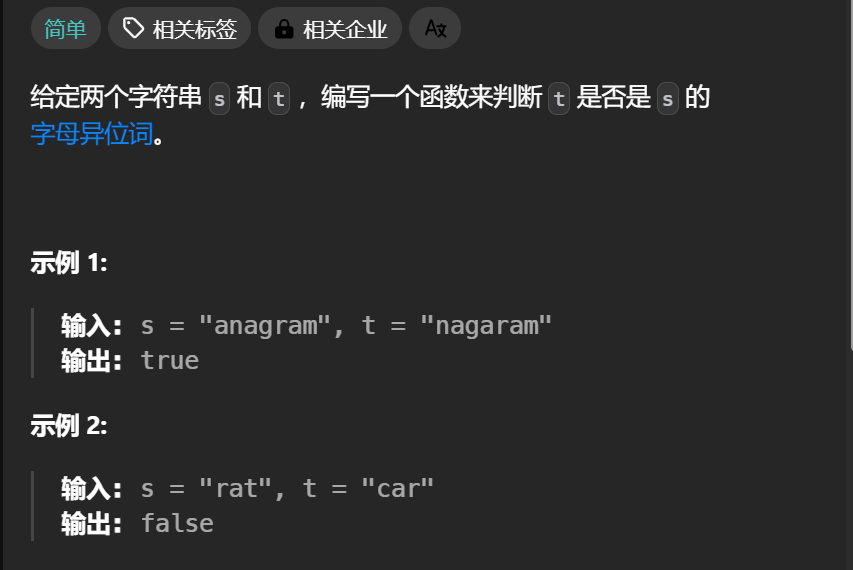 简单 相关标签 相关企业 A文
给定两个字符串 s 和 t ，编写一个函数来判断 t 是否是 s 的
字母异位词。
示例 1:
输入: s = "anagram", t = "nagaram"
输出: true
示例 2:
输入: s = "rat", t = "car"
输出: false